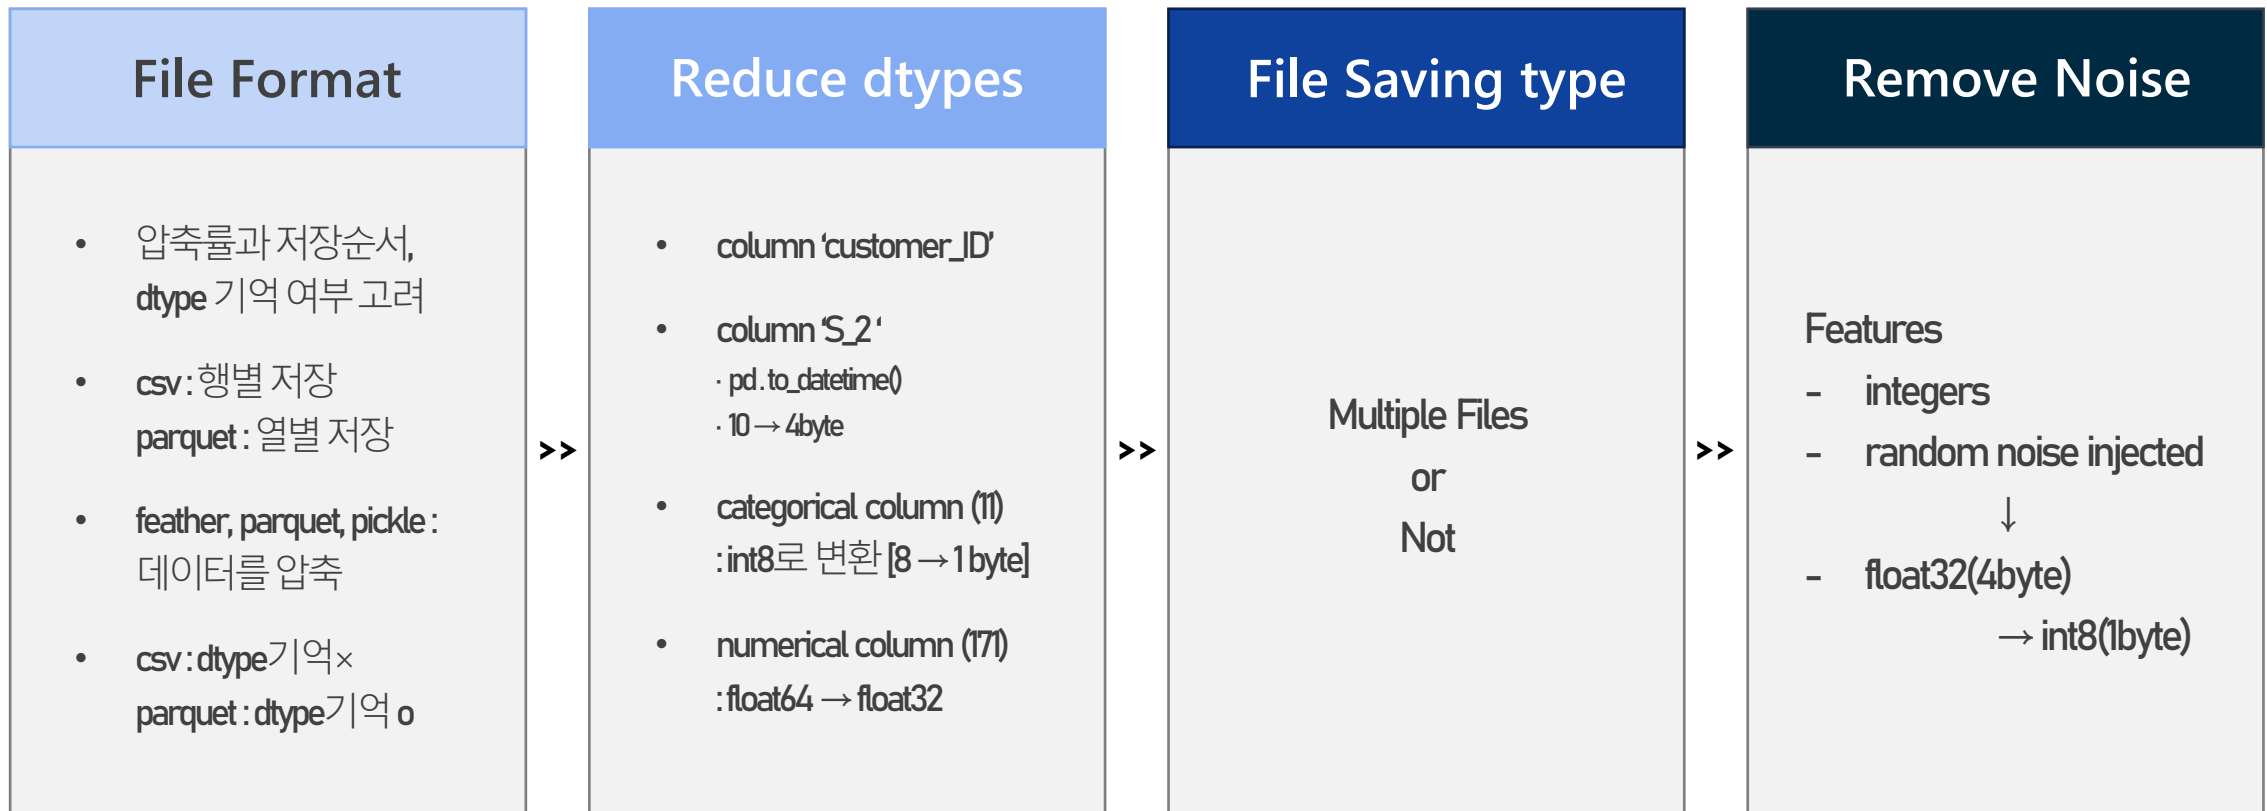 File Format
• 압축률과 저장순서,
dtype 기억 여부 고려
• csv : 행별 저장
parquet : 열별 저장
• feather, parquet, pickle :
데이터를 압축
• csv : dtype기억×
parquet : dtype기억 o
>>
Reduce dtypes
• column ‘customer_ID’
• column ‘S_2 ‘
· pd.to_datetime()
· 10 → 4byte
• categorical column (11)
: int8로 변환 [8 → 1 byte]
• numerical column (171)
: float64 → float32
>>
File Saving type
Multiple Files
or
Not
>>
Remove Noise
Features
- integers
- random noise injected
↓
- float32(4byte)
→ int8(1byte)